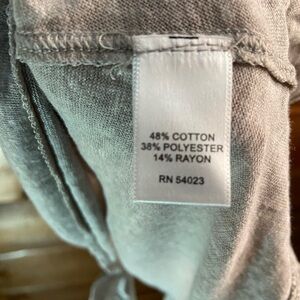 48% COTTON
38% POLYESTER
14% RAYON
RN 54023